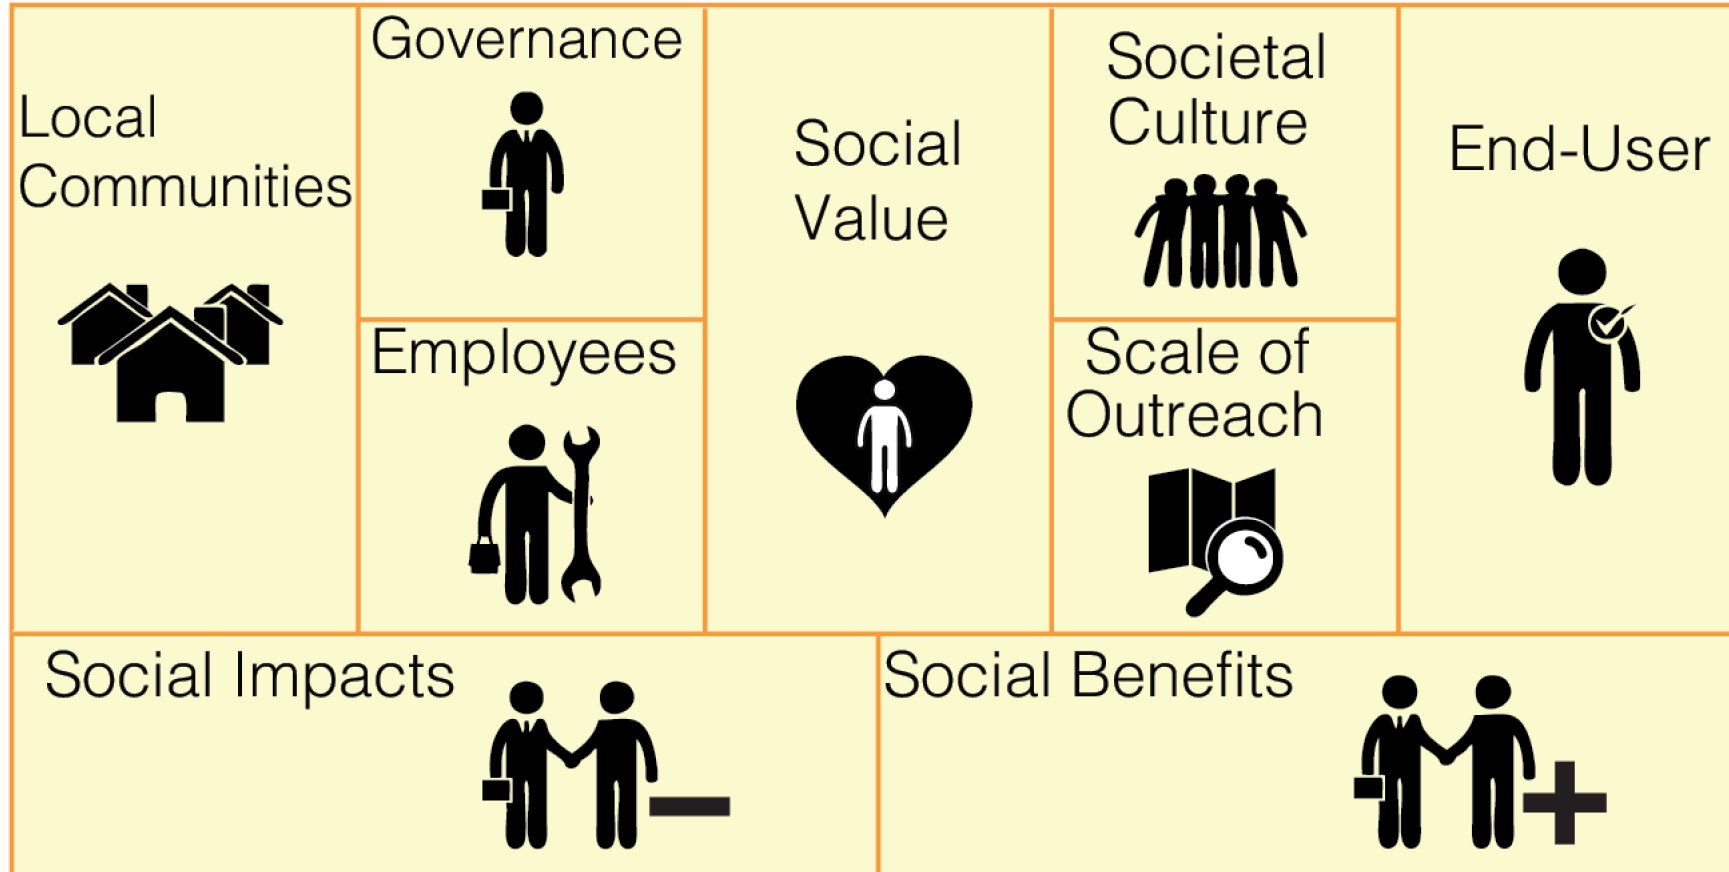 Local
Communities
Governance
Employees
Social
Value
Societal
Culture
Scale of
Outreach
End-User
Social Impacts
Social Benefits